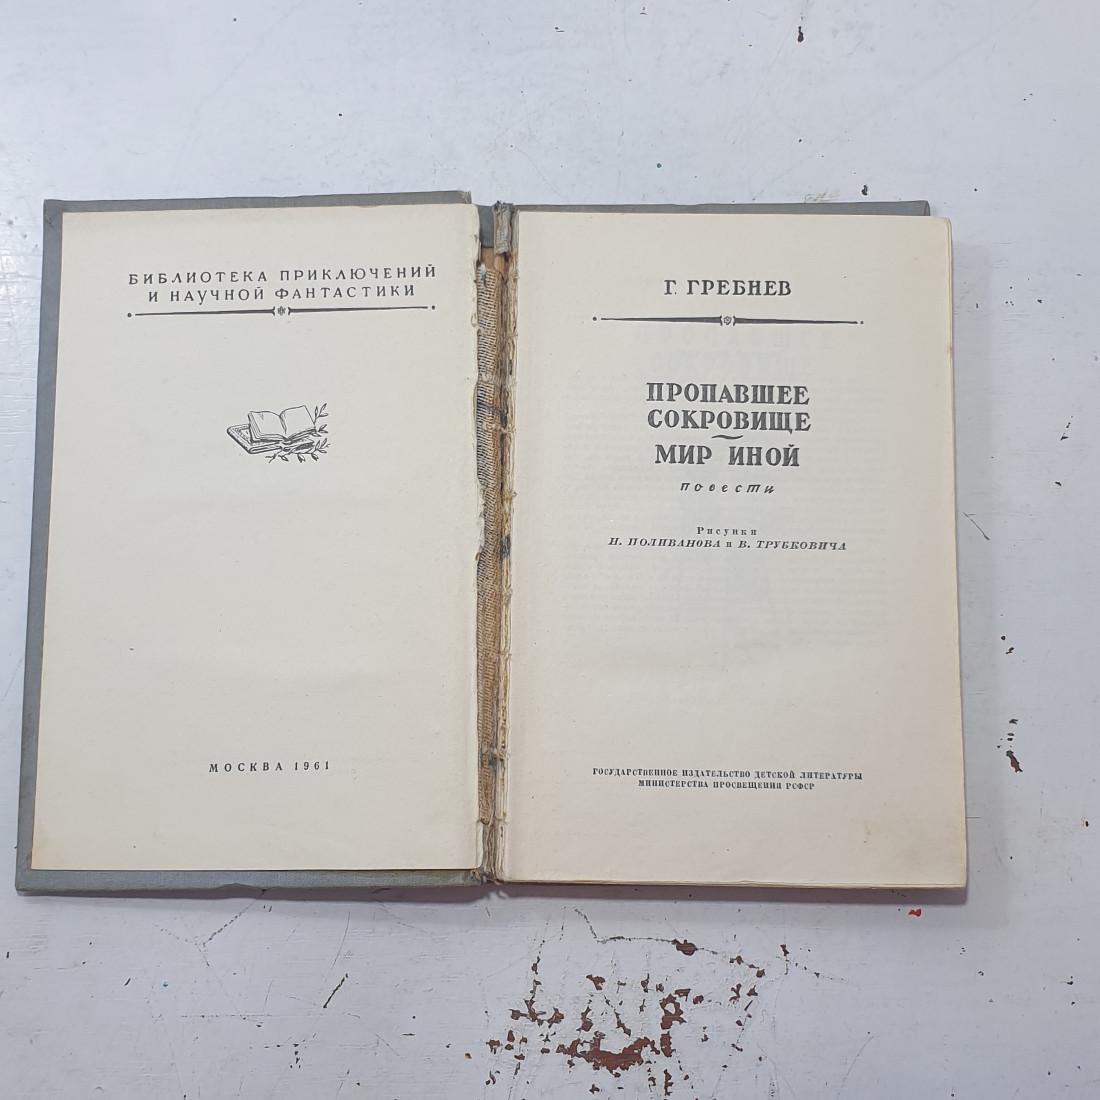 БИБЛИОТЕКА ПРИКЛЮЧЕНИЙ
И НАУЧНОЙ ФАНТАСТИКИ
МОСКВА 1961
Г. ГРЕБНЕВ
ПРОПАВШЕЕ
СОКРОВИЩЕ
МИР ИНОЙ
повести
Рисунки
Н. ПОЛИВАНОВА и В. ТРУБКОВИЧА
ГОСУДАРСТВЕННОЕ ИЗДАТЕЛЬСТВО ДЕТСКОЙ ЛИТЕРАТУРЫ
МИНИСТЕРСТВА ПРОСВЕЩЕНИЯ РСФСР